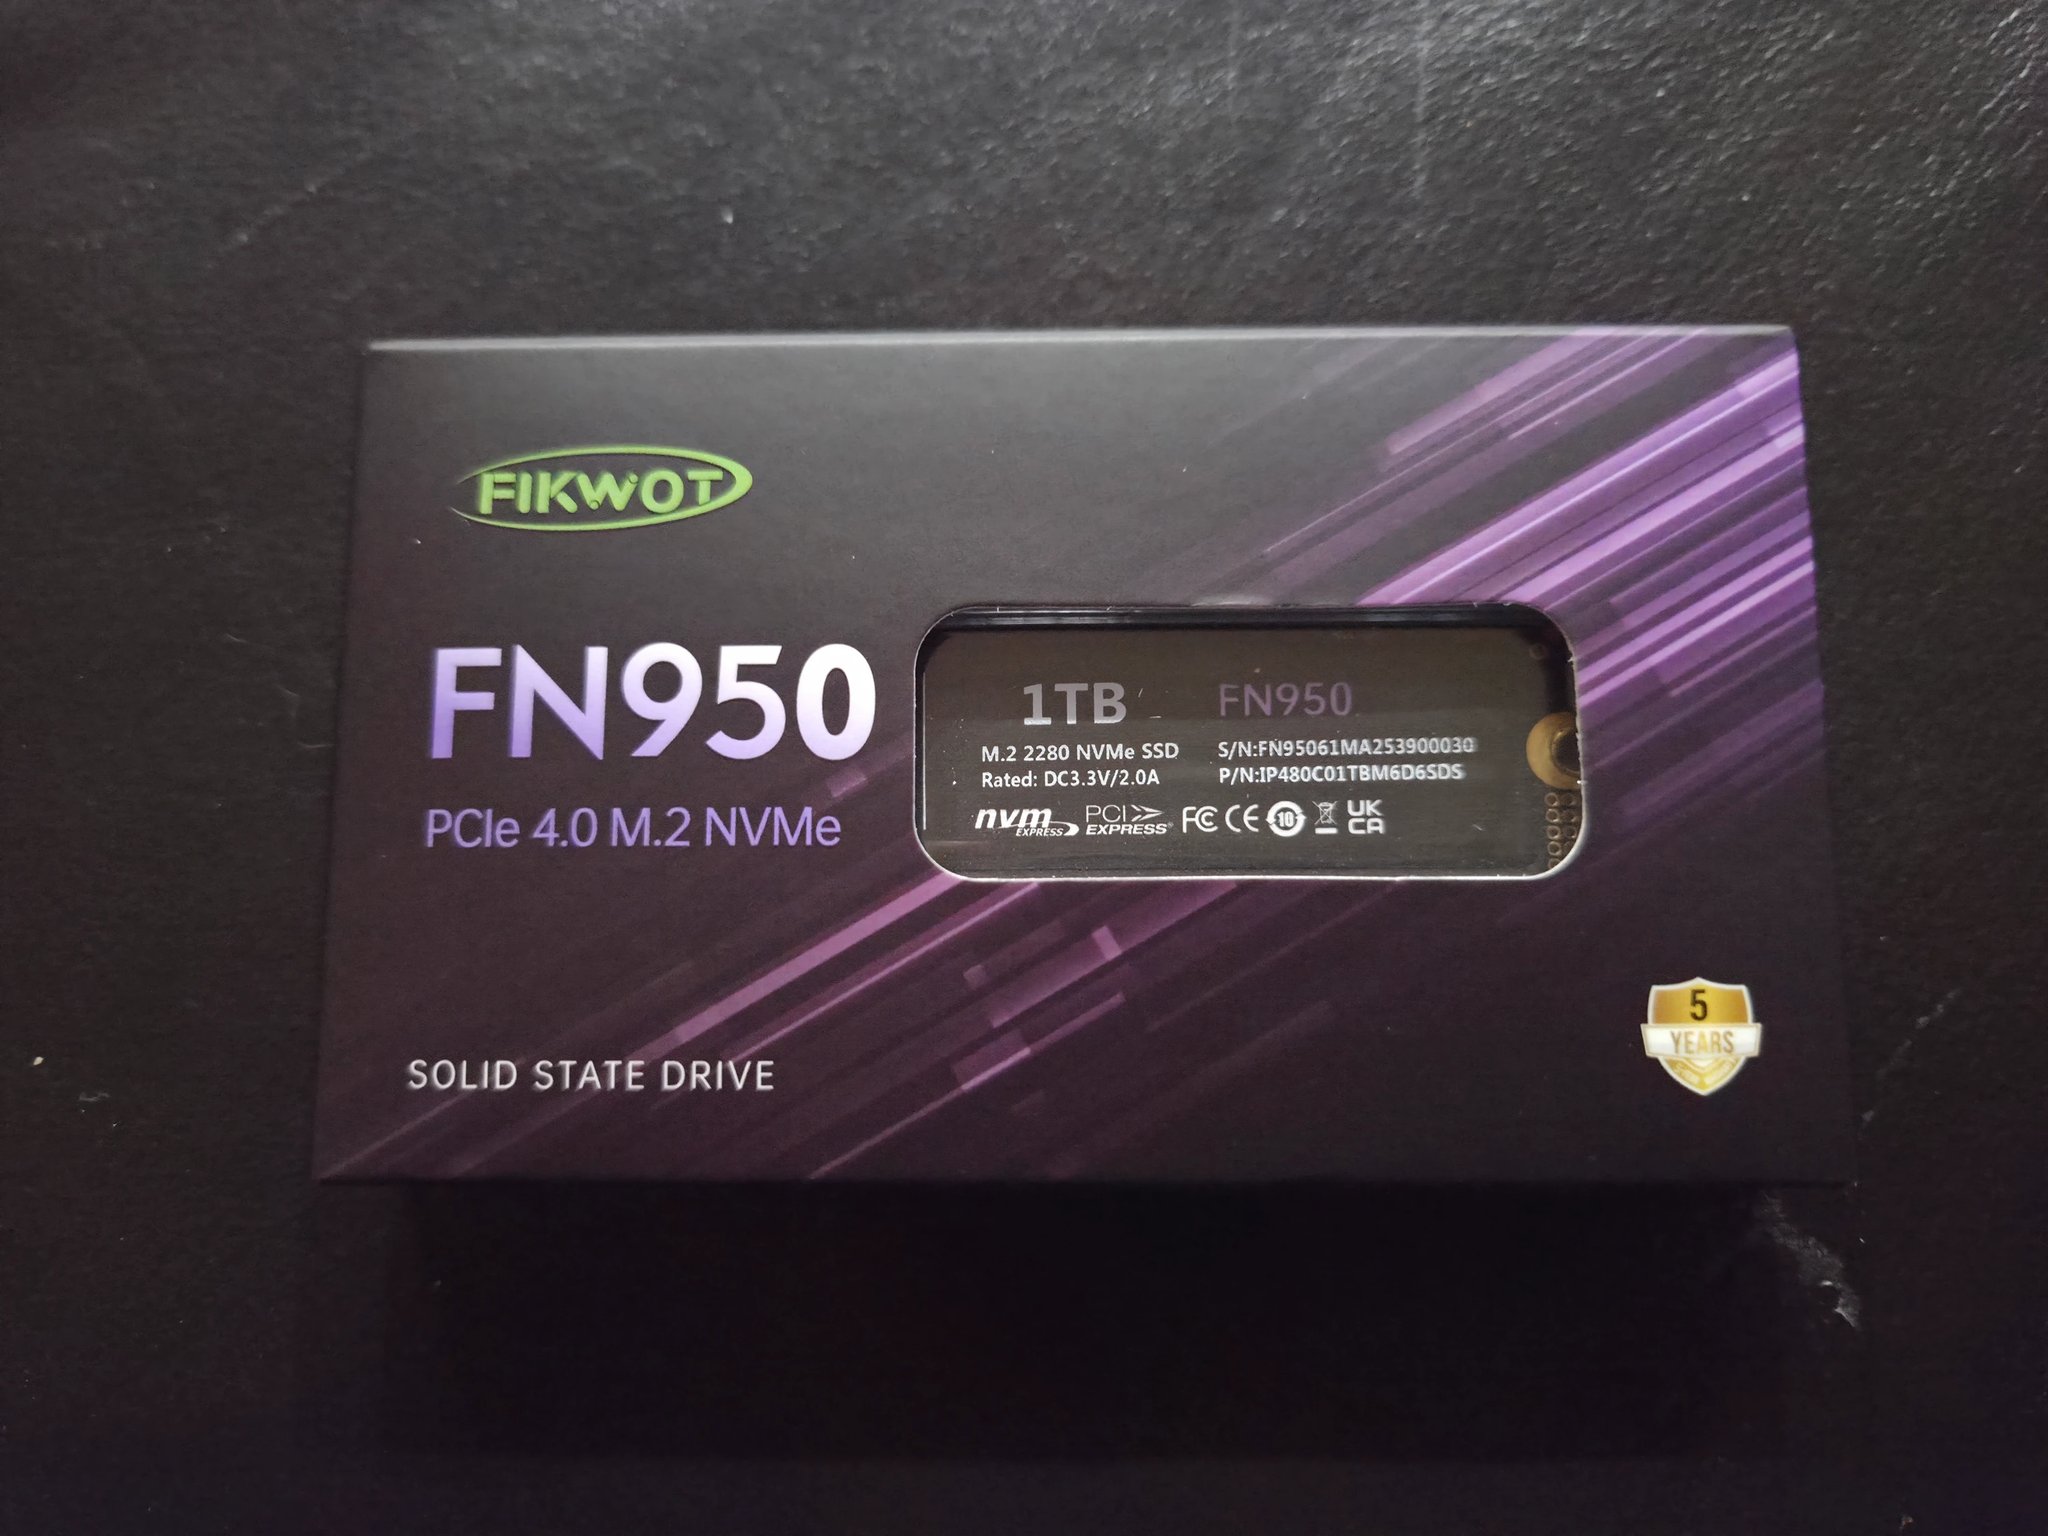 FIKWOT
FN950
PCIe 4.0 M.2 NVMe
1TB
FN950
M.2 2280 NVMe SSD
S/N:FN95061MA253900030
Rated: DC3.3V/2.0A
P/N:IP480C01TBM6D6SDS
nvm
EXPRESS
PCI
EXPRESS®
FC CE 10 UK
CA
SOLID STATE DRIVE
5
YEARS